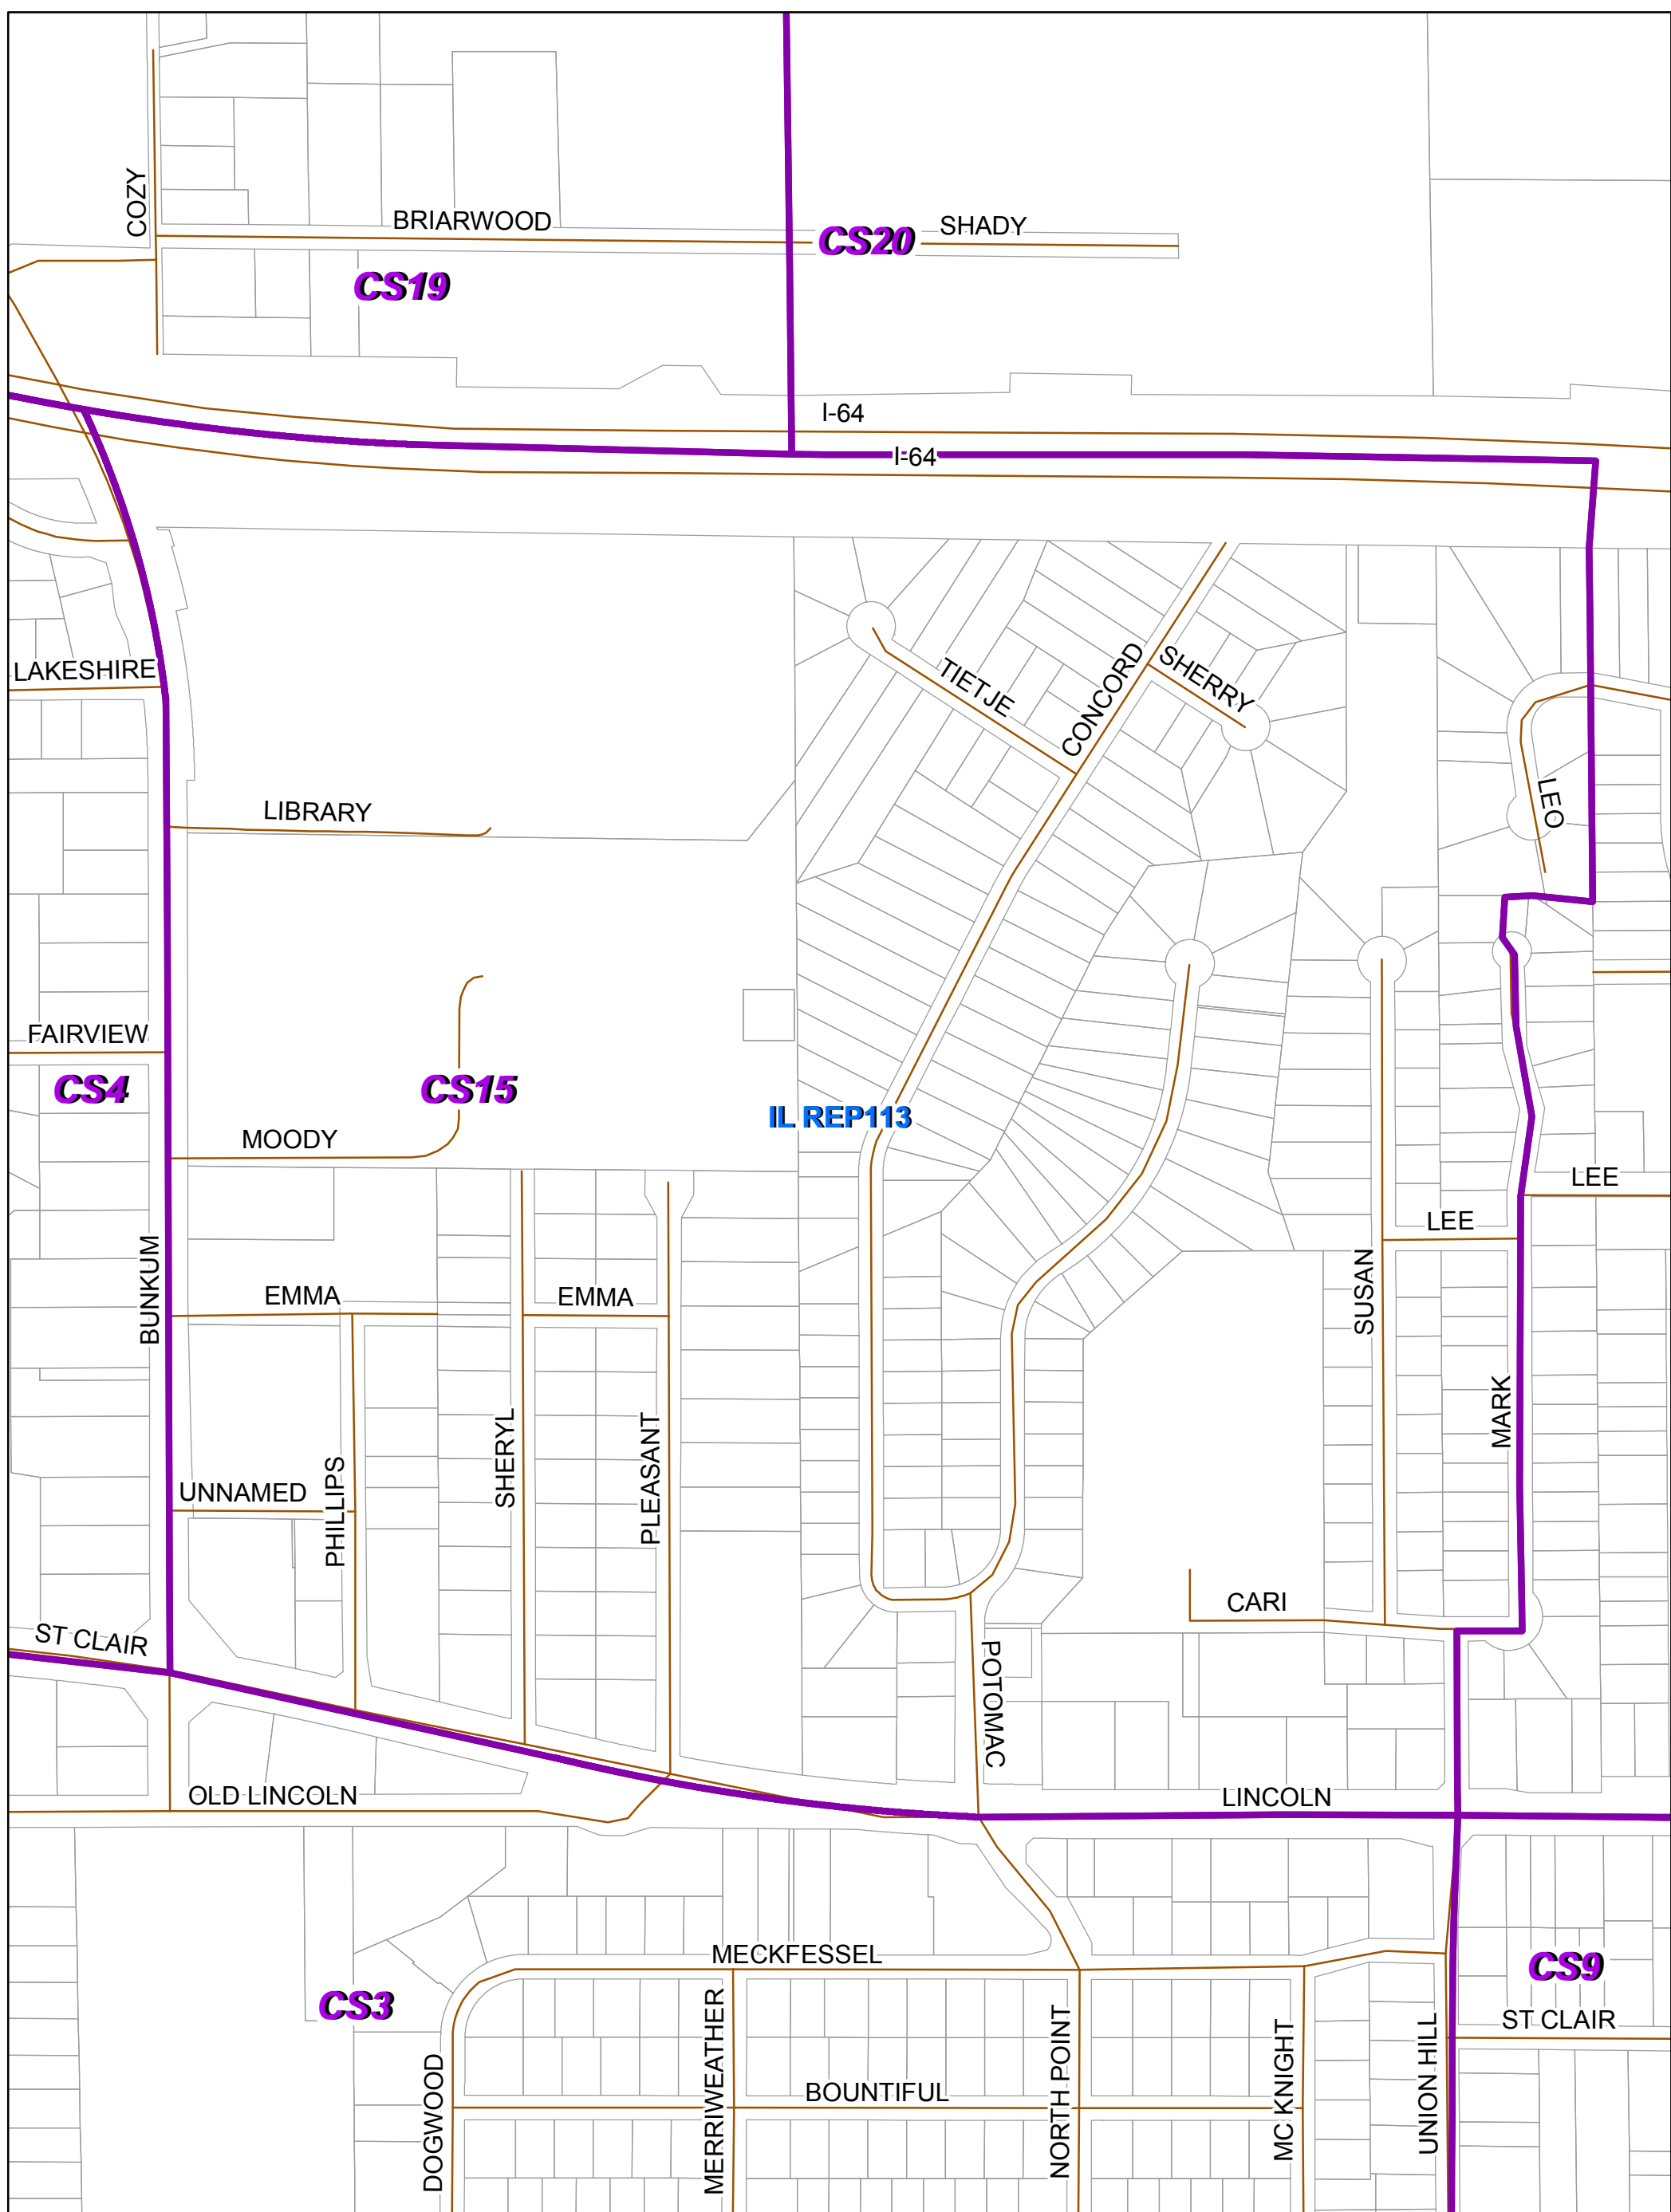 COZY
BRIARWOOD
SHADY
CS20
CS19
I-64
I-64
LAKESHIRE
TIETJE
CONCORD
SHERRY
LEO
LIBRARY
FAIRVIEW
CS4
CS15
IL REP113
MOODY
LEE
LEE
BUNKUM
EMMA
EMMA
SUSAN
MARK
SHERYL
PLEASANT
UNNAMED
PHILLIPS
CARI
ST CLAIR
POTOMAC
OLD LINCOLN
LINCOLN
MECKFESSEL
CS9
CS3
ST CLAIR
DOGWOOD
MERRIWEATHER
BOUNTIFUL
NORTH POINT
MC KNIGHT
UNION HILL